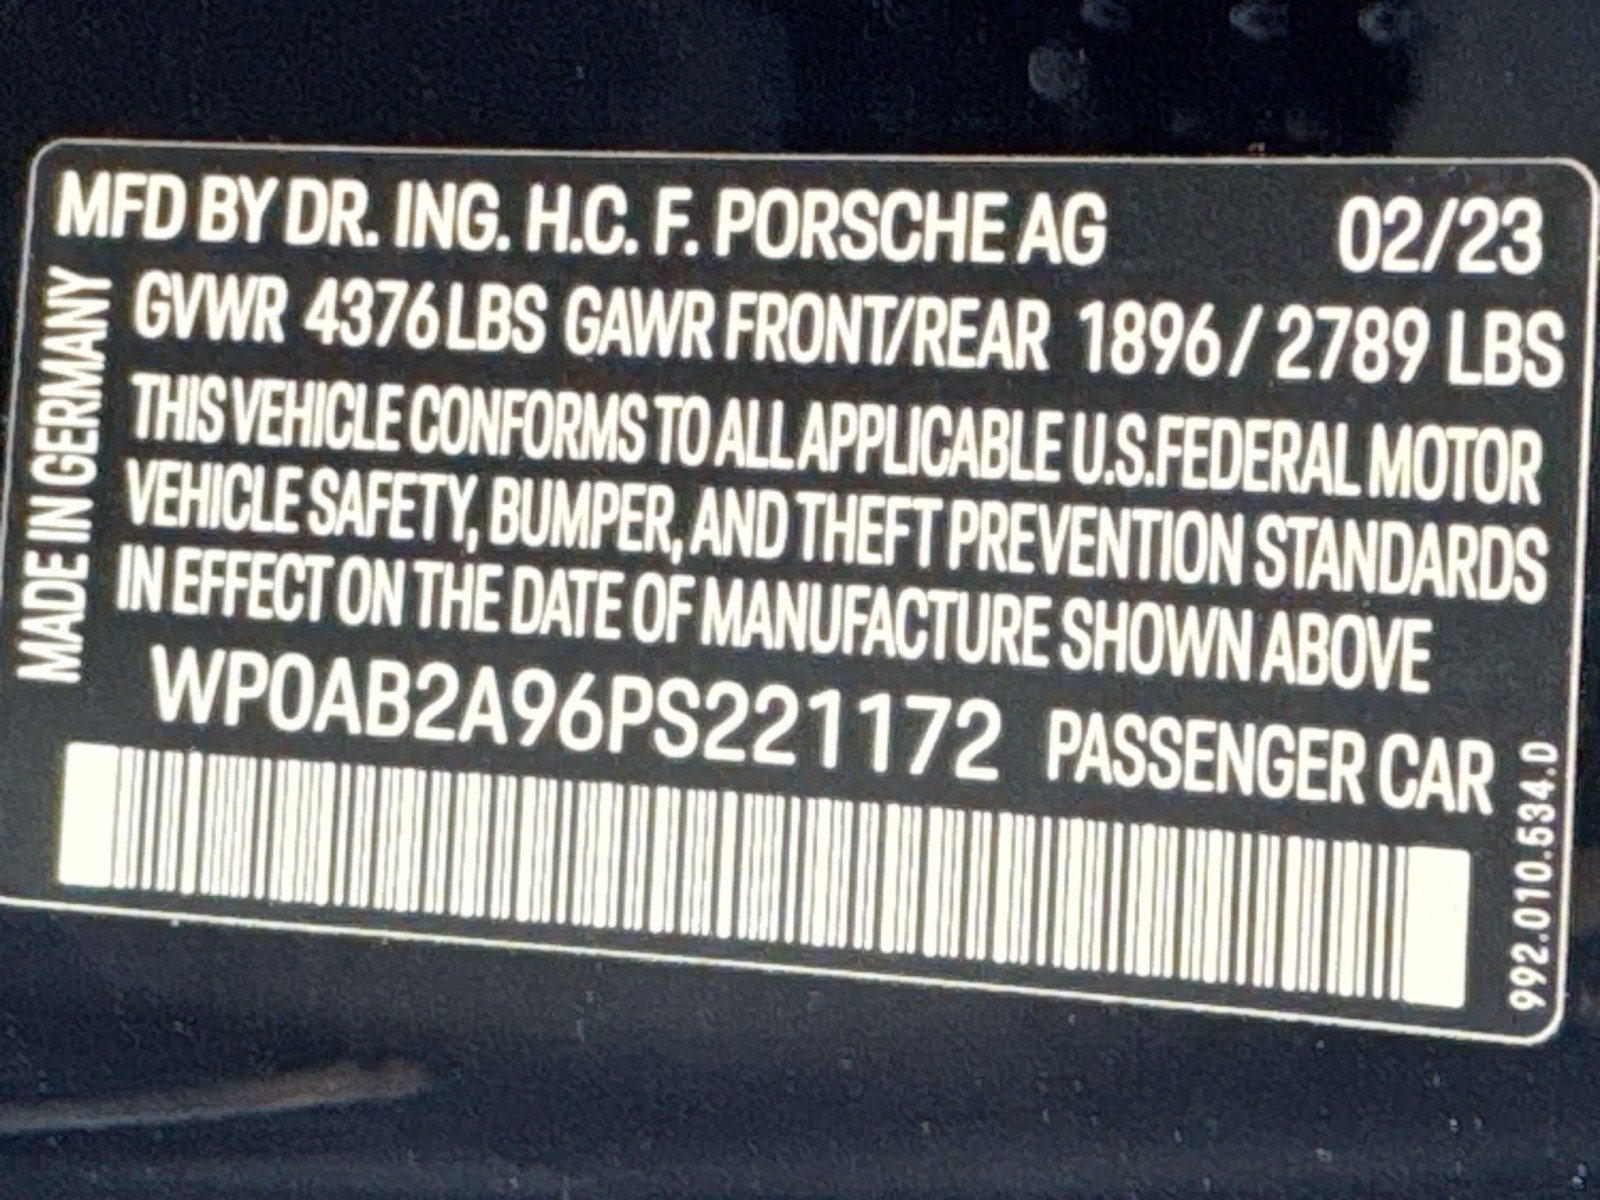 MFD BY DR. ING. H.C. F. PORSCHE AG 02/23
GVWR 4376LBS GAWR FRONT/REAR 1896/2789 LBS
THIS VEHICLE CONFORMS TO ALL APPLICABLE U.S.FEDERAL MOTOR
VEHICLE SAFETY, BUMPER, AND THEFT PREVENTION STANDARDS
IN EFFECT ON THE DATE OF MANUFACTURE SHOWN ABOVE
WP0AB2A96PS221172 PASSENGER CAR
MADE IN GERMANY
992.010.534.D